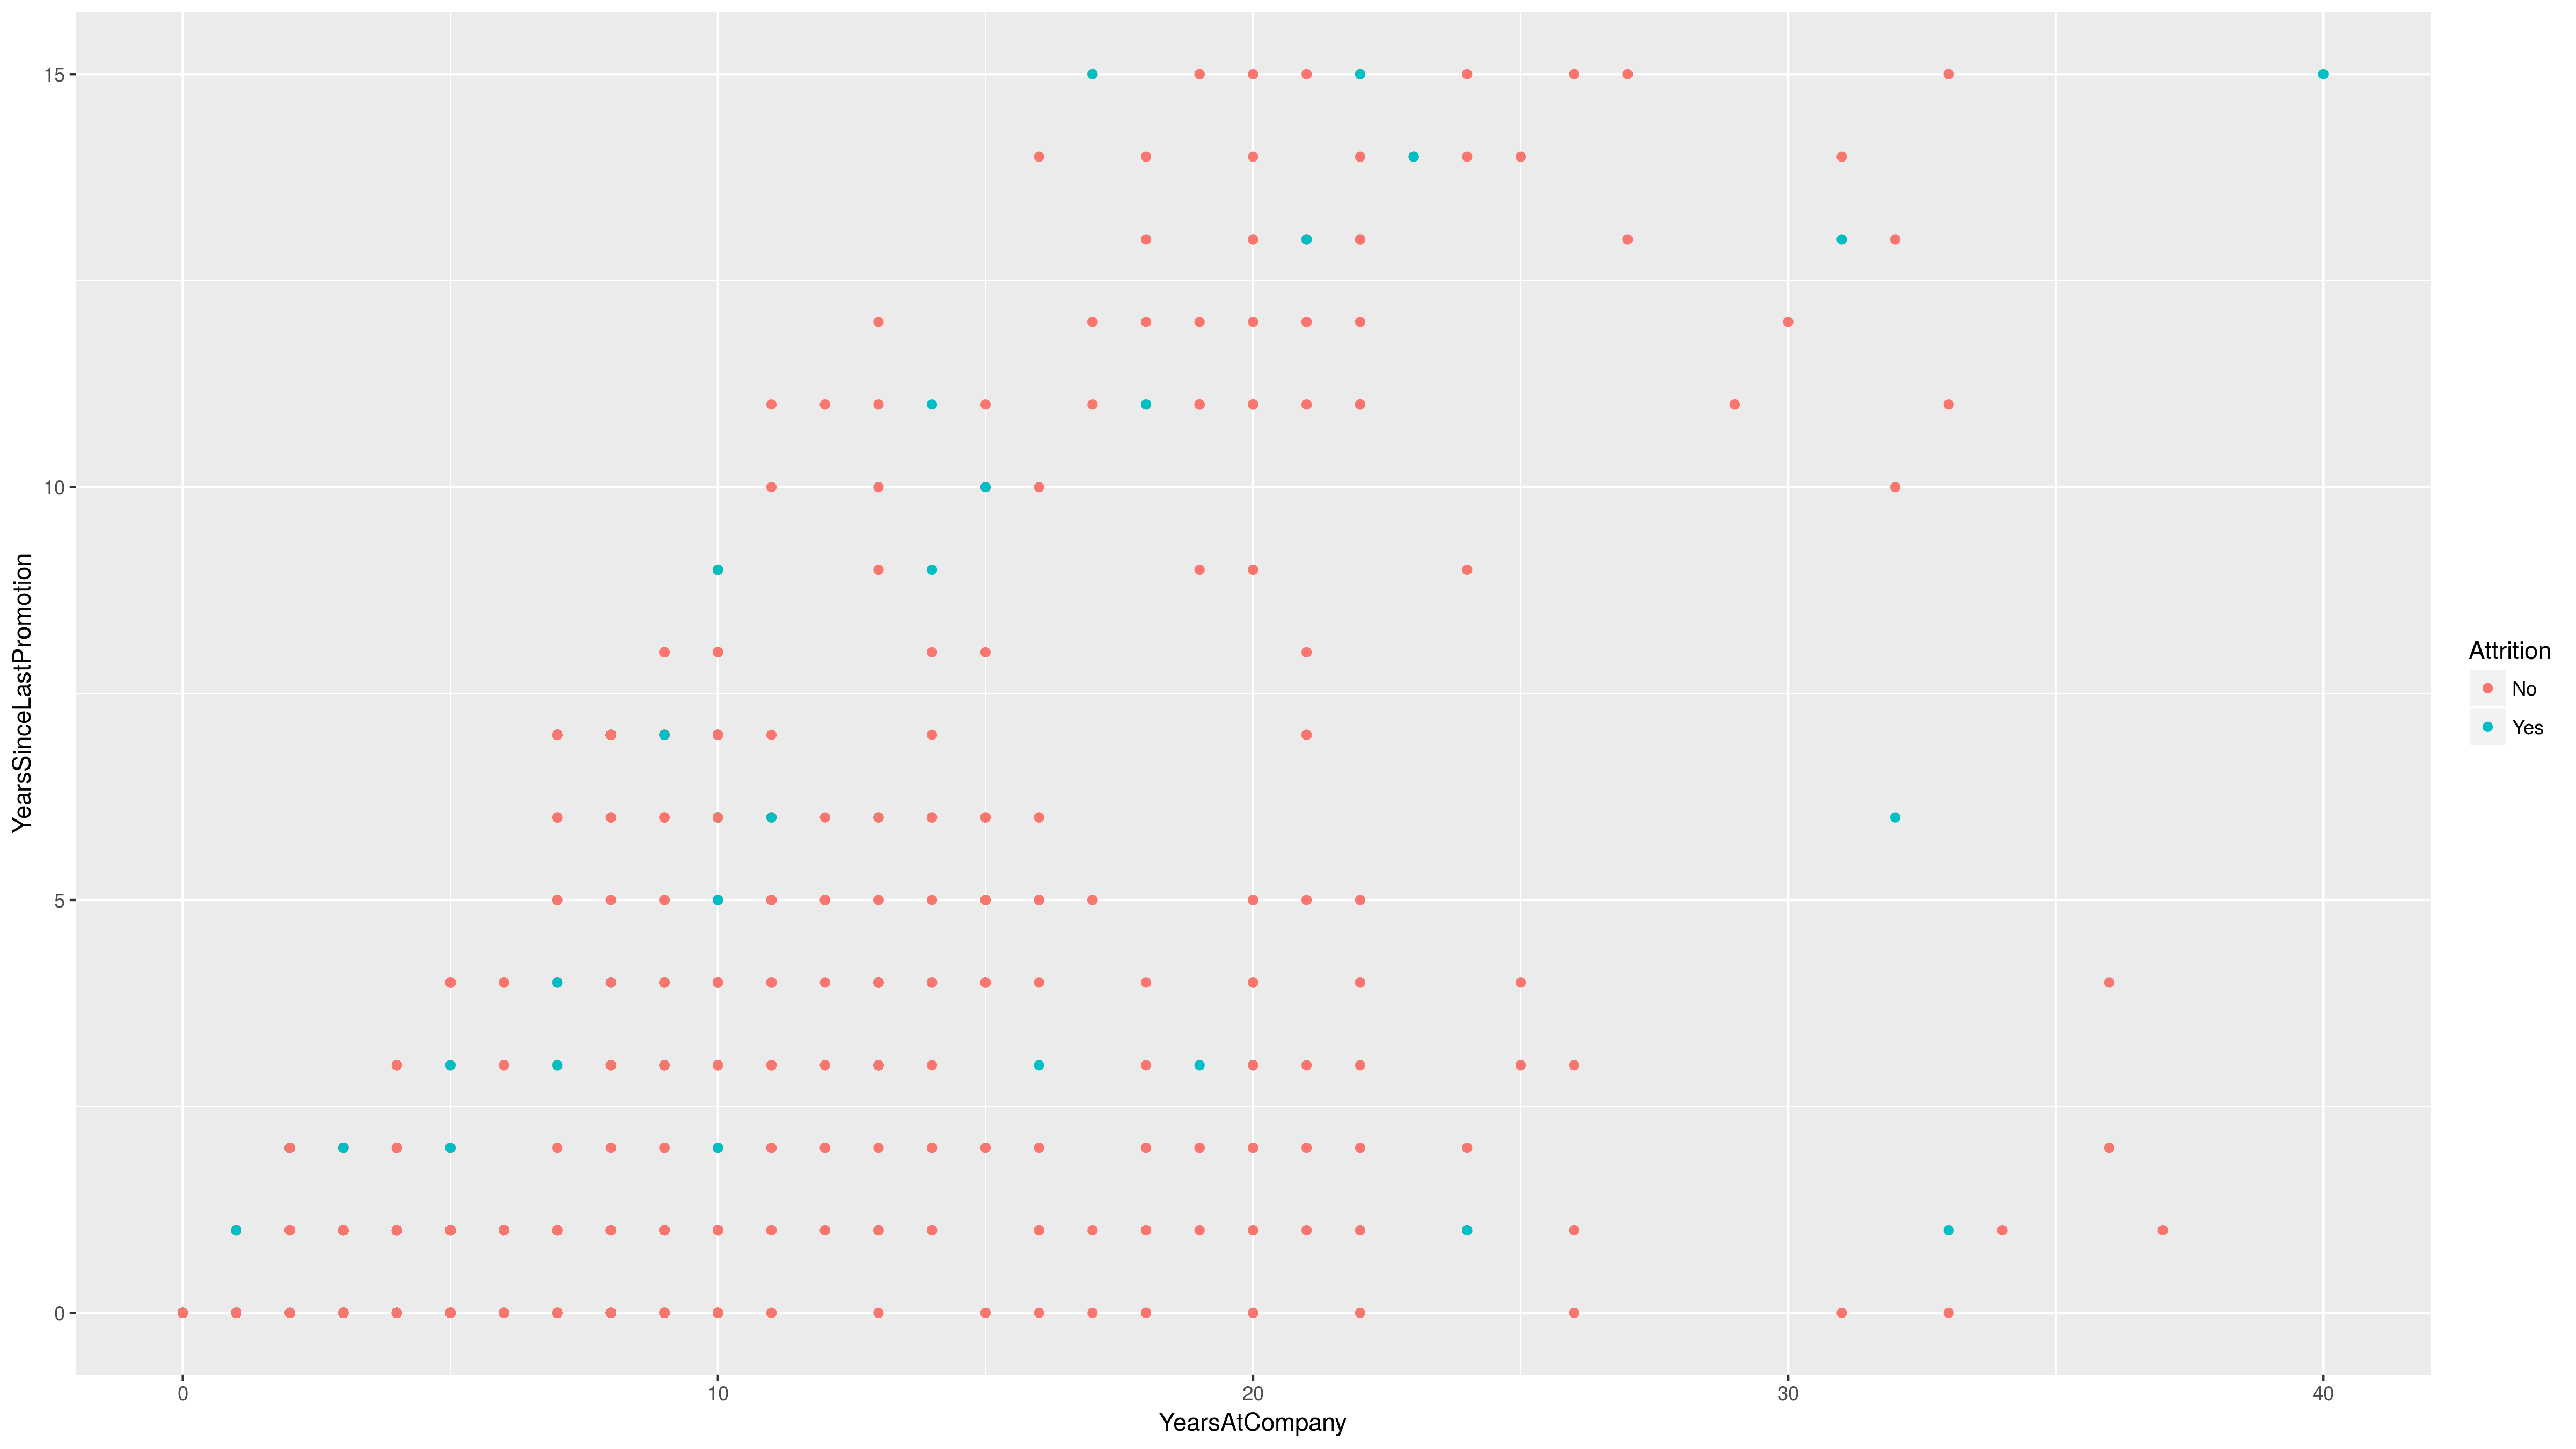 15
10
5
0
YearsSinceLastPromotion
0 10 20 30 40
YearsAtCompany
Attrition
No
Yes